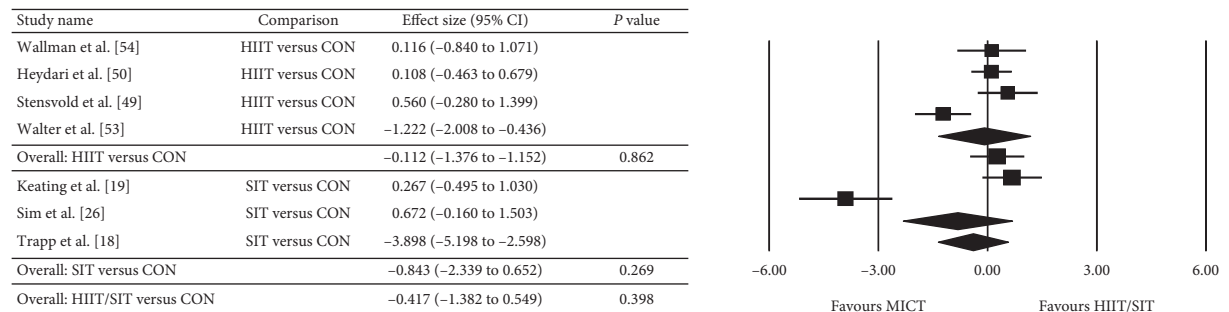 Study name Comparison Effect size (95% CI) P value
Wallman et al. [54] HIIT versus CON 0.116 (–0.840 to 1.071)
Heydari et al. [50] HIIT versus CON 0.108 (–0.463 to 0.679)
Stensvold et al. [49] HIIT versus CON 0.560 (–0.280 to 1.399)
Walter et al. [53] HIIT versus CON –1.222 (–2.008 to –0.436)
Overall: HIIT versus CON –0.112 (–1.376 to –1.152) 0.862
Keating et al. [19] SIT versus CON 0.267 (–0.495 to 1.030)
Sim et al. [26] SIT versus CON 0.672 (–0.160 to 1.503)
Trapp et al. [18] SIT versus CON –3.898 (–5.198 to –2.598)
Overall: SIT versus CON –0.843 (–2.339 to 0.652) 0.269
Overall: HIIT/SIT versus CON –0.417 (–1.382 to 0.549) 0.398
–6.00 –3.00 0.00 3.00 6.00
Favours MICT Favours HIIT/SIT